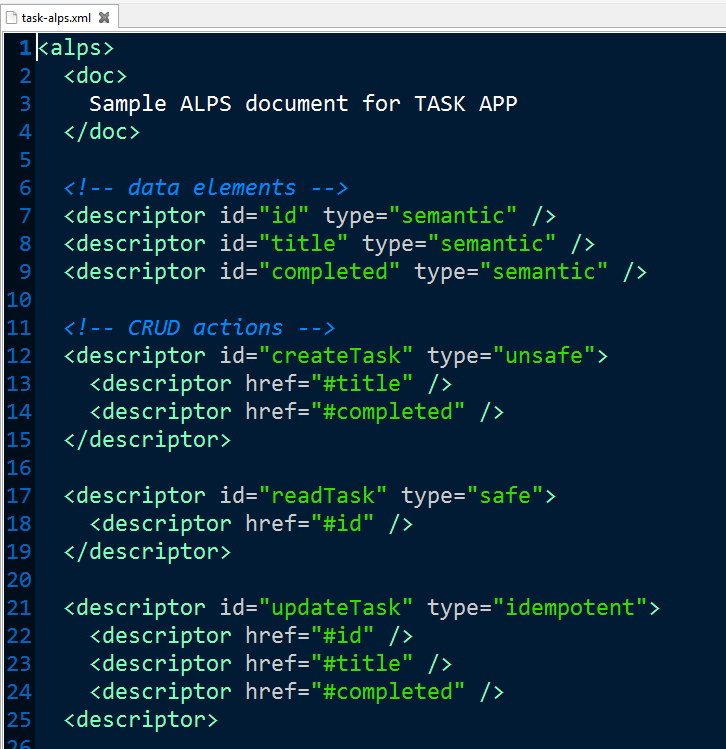 task-alps.xml
1 <alps>
2 <doc>
3 Sample ALPS document for TASK APP
4 </doc>
5
6 <!-- data elements -->
7 <descriptor id="id" type="semantic" />
8 <descriptor id="title" type="semantic" />
9 <descriptor id="completed" type="semantic" />
10
11 <!-- CRUD actions -->
12 <descriptor id="createTask" type="unsafe">
13 <descriptor href="#title" />
14 <descriptor href="#completed" />
15 </descriptor>
16
17 <descriptor id="readTask" type="safe">
18 <descriptor href="#id" />
19 </descriptor>
20
21 <descriptor id="updateTask" type="idempotent">
22 <descriptor href="#id" />
23 <descriptor href="#title" />
24 <descriptor href="#completed" />
25 <descriptor>
26